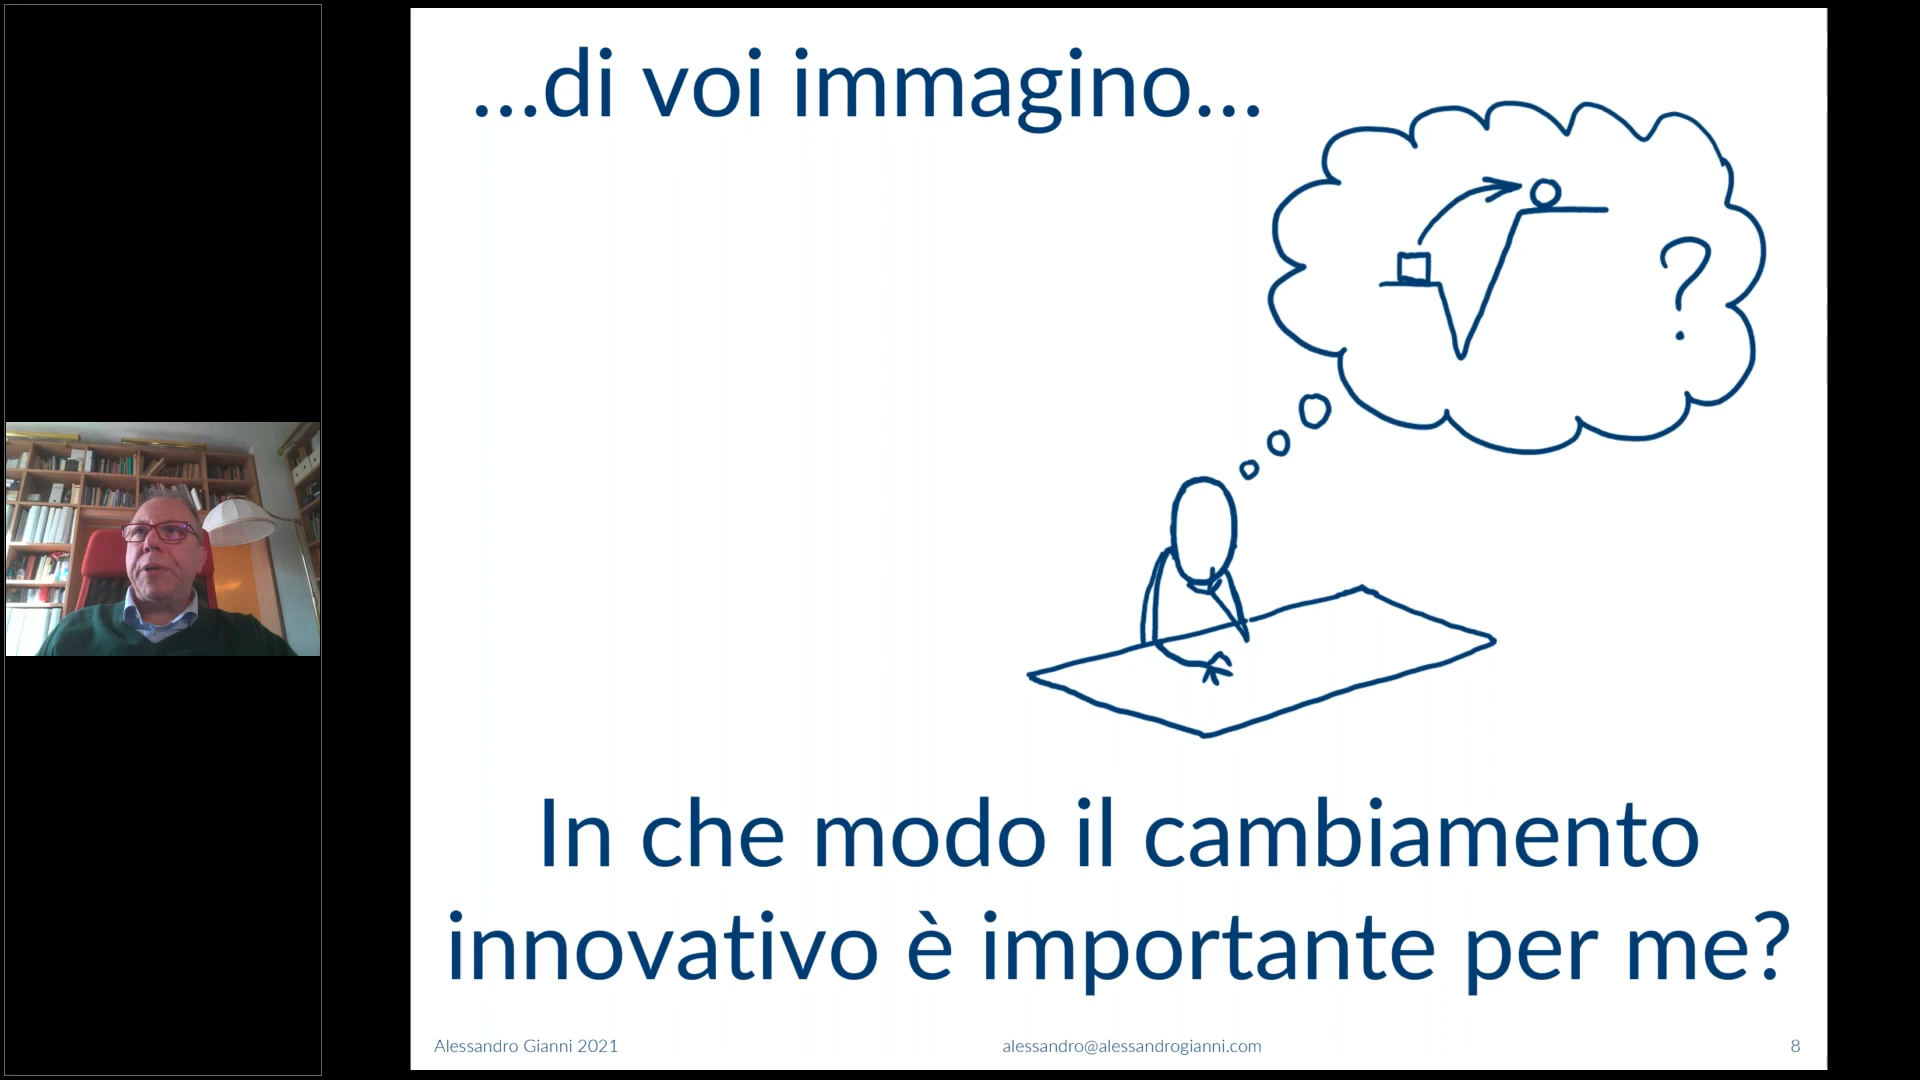 ...di voi immagino...
?
In che modo il cambiamento
innovativo è importante per me?
Alessandro Gianni 2021
alessandro@alessandrogianni.com
8